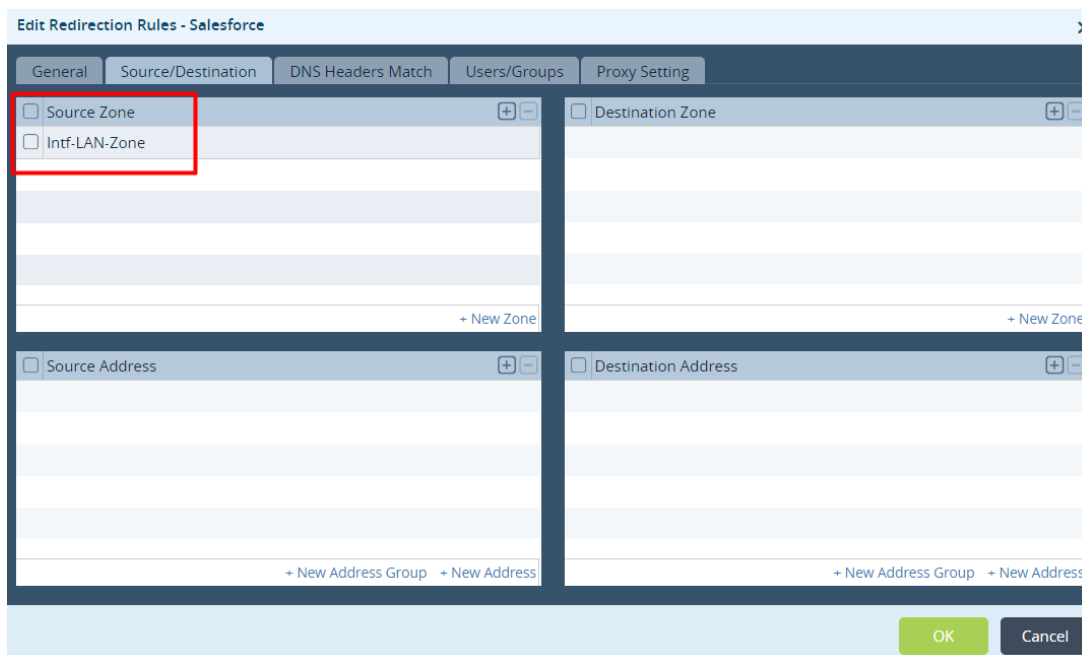 Edit Redirection Rules - Salesforce
General Source/Destination DNS Headers Match Users/Groups Proxy Setting
Source Zone
Intf-LAN-Zone
+ New Zone
Destination Zone
+ New Zone
Source Address
+ New Address Group + New Address
Destination Address
+ New Address Group + New Address
OK Cancel